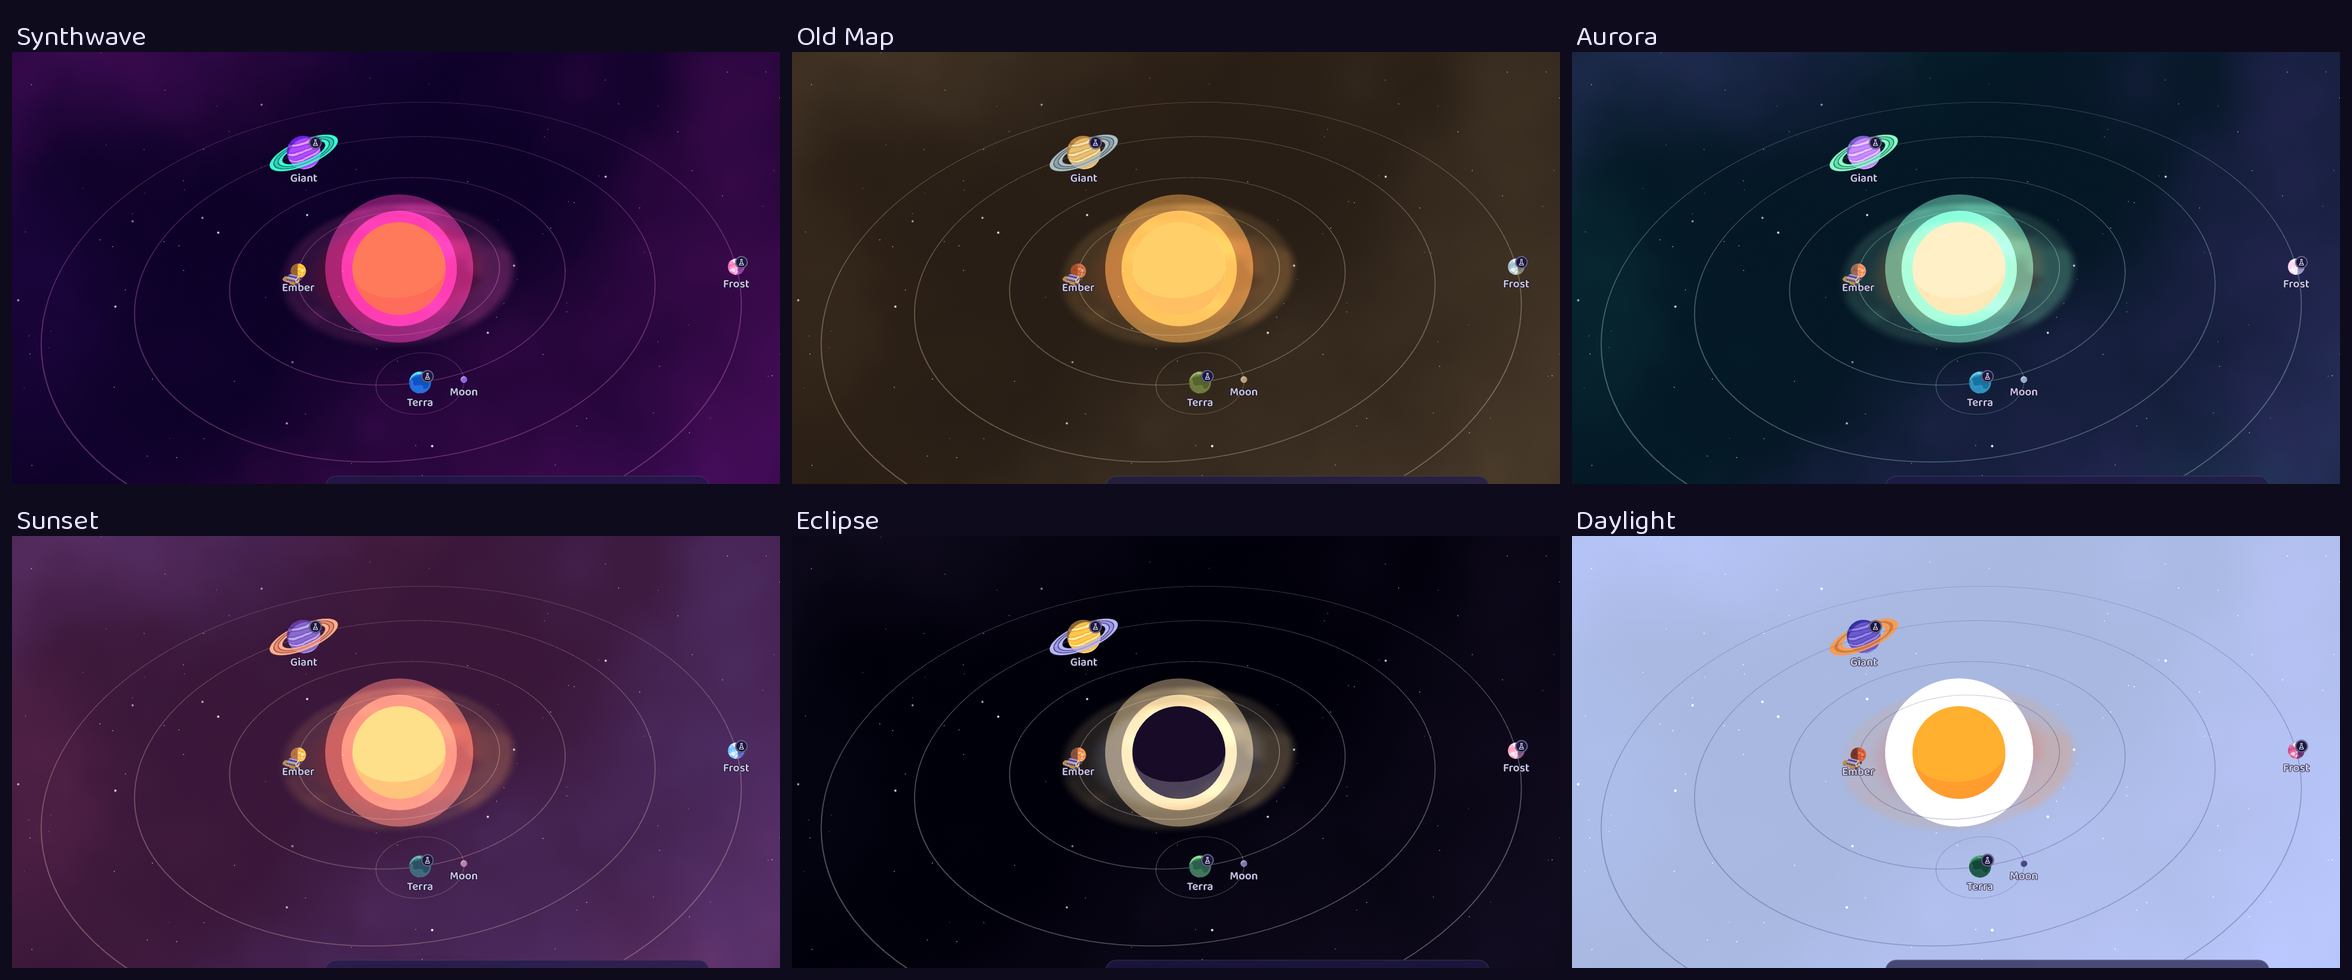 Synthwave
Giant
Ember
Frost
Terra
Moon
Old Map
Giant
Ember
Frost
Terra
Moon
Aurora
Giant
Ember
Frost
Terra
Moon
Sunset
Giant
Ember
Frost
Terra
Moon
Eclipse
Giant
Ember
Frost
Terra
Moon
Daylight
Giant
Ember
Frost
Terra
Moon